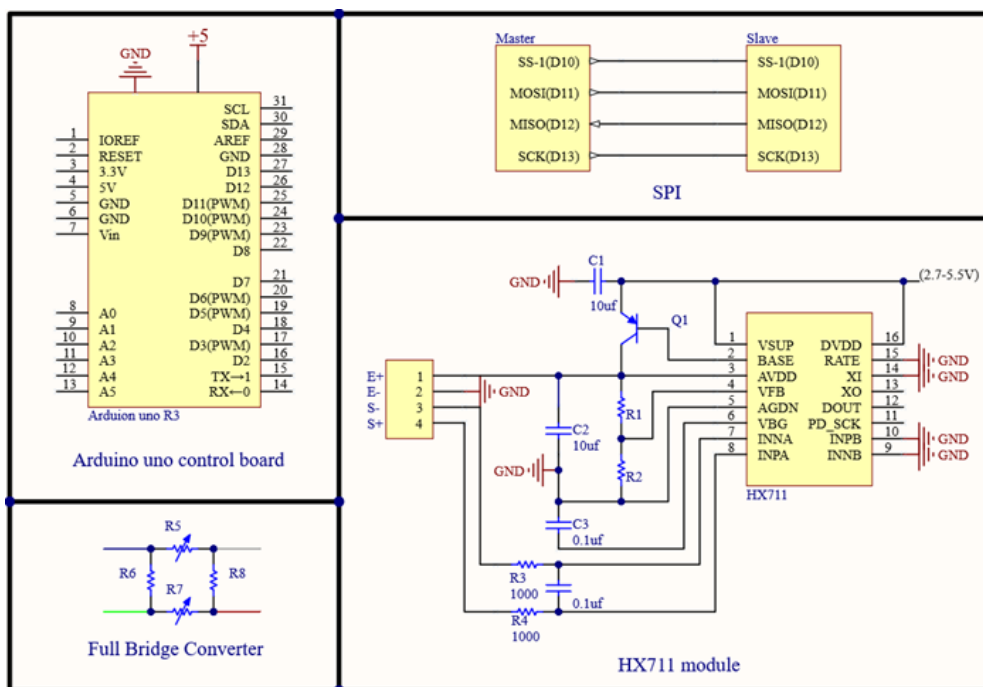 GND
+5
1 IOREF
2 RESET
3 3.3V
4 5V
5 GND
6 GND
7 Vin
8 A0
9 A1
10 A2
11 A3
12 A4
13 A5
SCL 31
SDA 30
AREF 29
GND 28
D13 27
D12 26
D11(PWM) 25
D10(PWM) 24
D9(PWM) 23
D8 22
D7 21
D6(PWM) 20
D5(PWM) 19
D4 18
D3(PWM) 17
D2 16
TX→1 15
RX←0 14
Arduion uno R3
Arduino uno control board
Master
Slave
SS-1(D10) SS-1(D10)
MOSI(D11) MOSI(D11)
MISO(D12) MISO(D12)
SCK(D13) SCK(D13)
SPI
R5
R6
R7
R8
Full Bridge Converter
C1
GND
10uf
(2.7-5.5V)
Q1
E+ 1
E- 2
S- 3
S+ 4
GND
R1
C2
10uf
GND
R2
C3
0.1uf
R3
1000
0.1uf
R4
1000
1 VSUP
2 BASE
3 AVDD
4 VFB
5 AGDN
6 VBG
7 INNA
8 INPA
DVDD 16
RATE 15 GND
XI 14 GND
XO 13
DOUT 12
PD_SCK 11
INPB 10 GND
INNB 9 GND
HX711
HX711 module